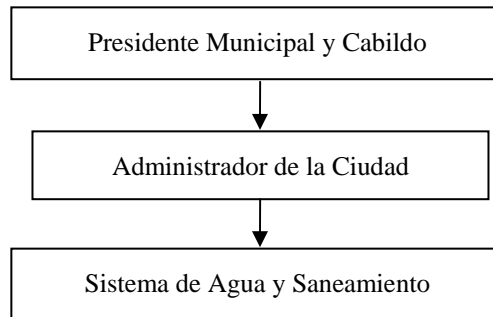 Presidente Municipal y Cabildo
Administrador de la Ciudad
Sistema de Agua y Saneamiento